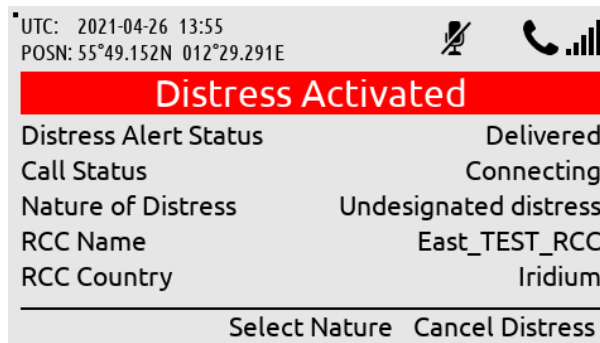 UTC: 2021-04-26 13:55
POSN: 55°49.152N 012°29.291E
Distress Activated
Distress Alert Status Delivered
Call Status Connecting
Nature of Distress Undesignated distress
RCC Name East_TEST_RCC
RCC Country Iridium
Select Nature Cancel Distress